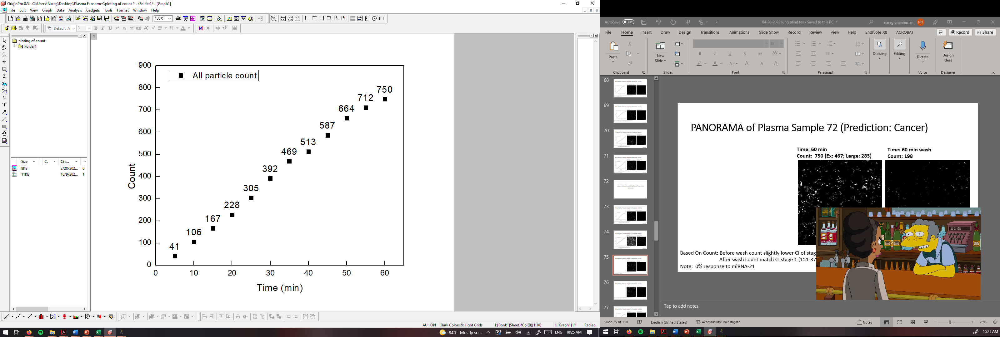 OriginPro 8.5 - C:\Users\Nareg\Desktop\Plasma Exosomes\ploting of count * - /Folder1/ - [Graph1]
File Edit View Graph Data Analysis Gadgets Tools Format Window Help
100%
Default: A 0
ploting of count
Folder1
Size C. Cre...
8KB 2/28/202... 0
11KB 10/9/202... 1
1
All particle count
900
800
700
600
500
400
300
200
100
0
Count
41
106
167
228
305
392
469
513
587
664
712
750
0 10 20 30 40 50 60
Time (min)
AU : ON Dark Colors & Light Grids 1:[Book1]Sheet1!Col(B)[1:30] 1:[Graph1]1!1 Radian
84°F Mostly su... ENG 10:25 AM
AutoSave Off 04-20-2022 lung blind tes • Saved to this PC nareg ohannesian NO
File Home Insert Draw Design Transitions Animations Slide Show Record Review View Help EndNote X8 ACROBAT Record Share
Paste
New Slide
18
Drawing
Editing
Dictate
Design Ideas
Clipboard Slides Font Paragraph Voice Designer
68
69
70
71
72
73
74
75
76
77
PANORAMA of Plasma Sample 72 (Prediction: Cancer)
Time: 60 min
Count: 750 (Ex: 467; Large: 283)
Time: 60 min wash
Count: 198
Based On Count: Before wash count slightly lower CI of stag
After wash count match CI stage 1 (151-37
Note: 0% response to miRNA-21
Tap to add notes
Slide 75 of 110 English (United States) Accessibility: Investigate Notes 75%
10:25 AM